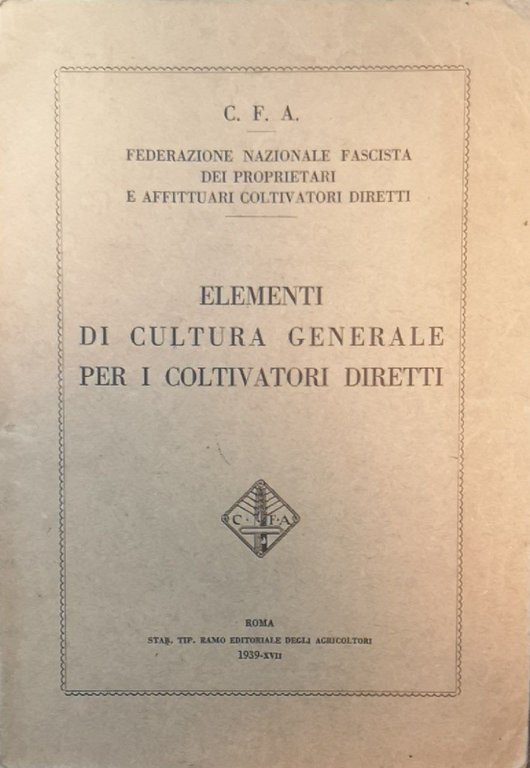 C. F. A.
FEDERAZIONE NAZIONALE FASCISTA
DEI PROPRIETARI
E AFFITTUARI COLTIVATORI DIRETTI
ELEMENTI
DI CULTURA GENERALE
PER I COLTIVATORI DIRETTI
C·F·A
ROMA
STAB. TIP. RAMO EDITORIALE DEGLI AGRICOLTORI
1939-XVII